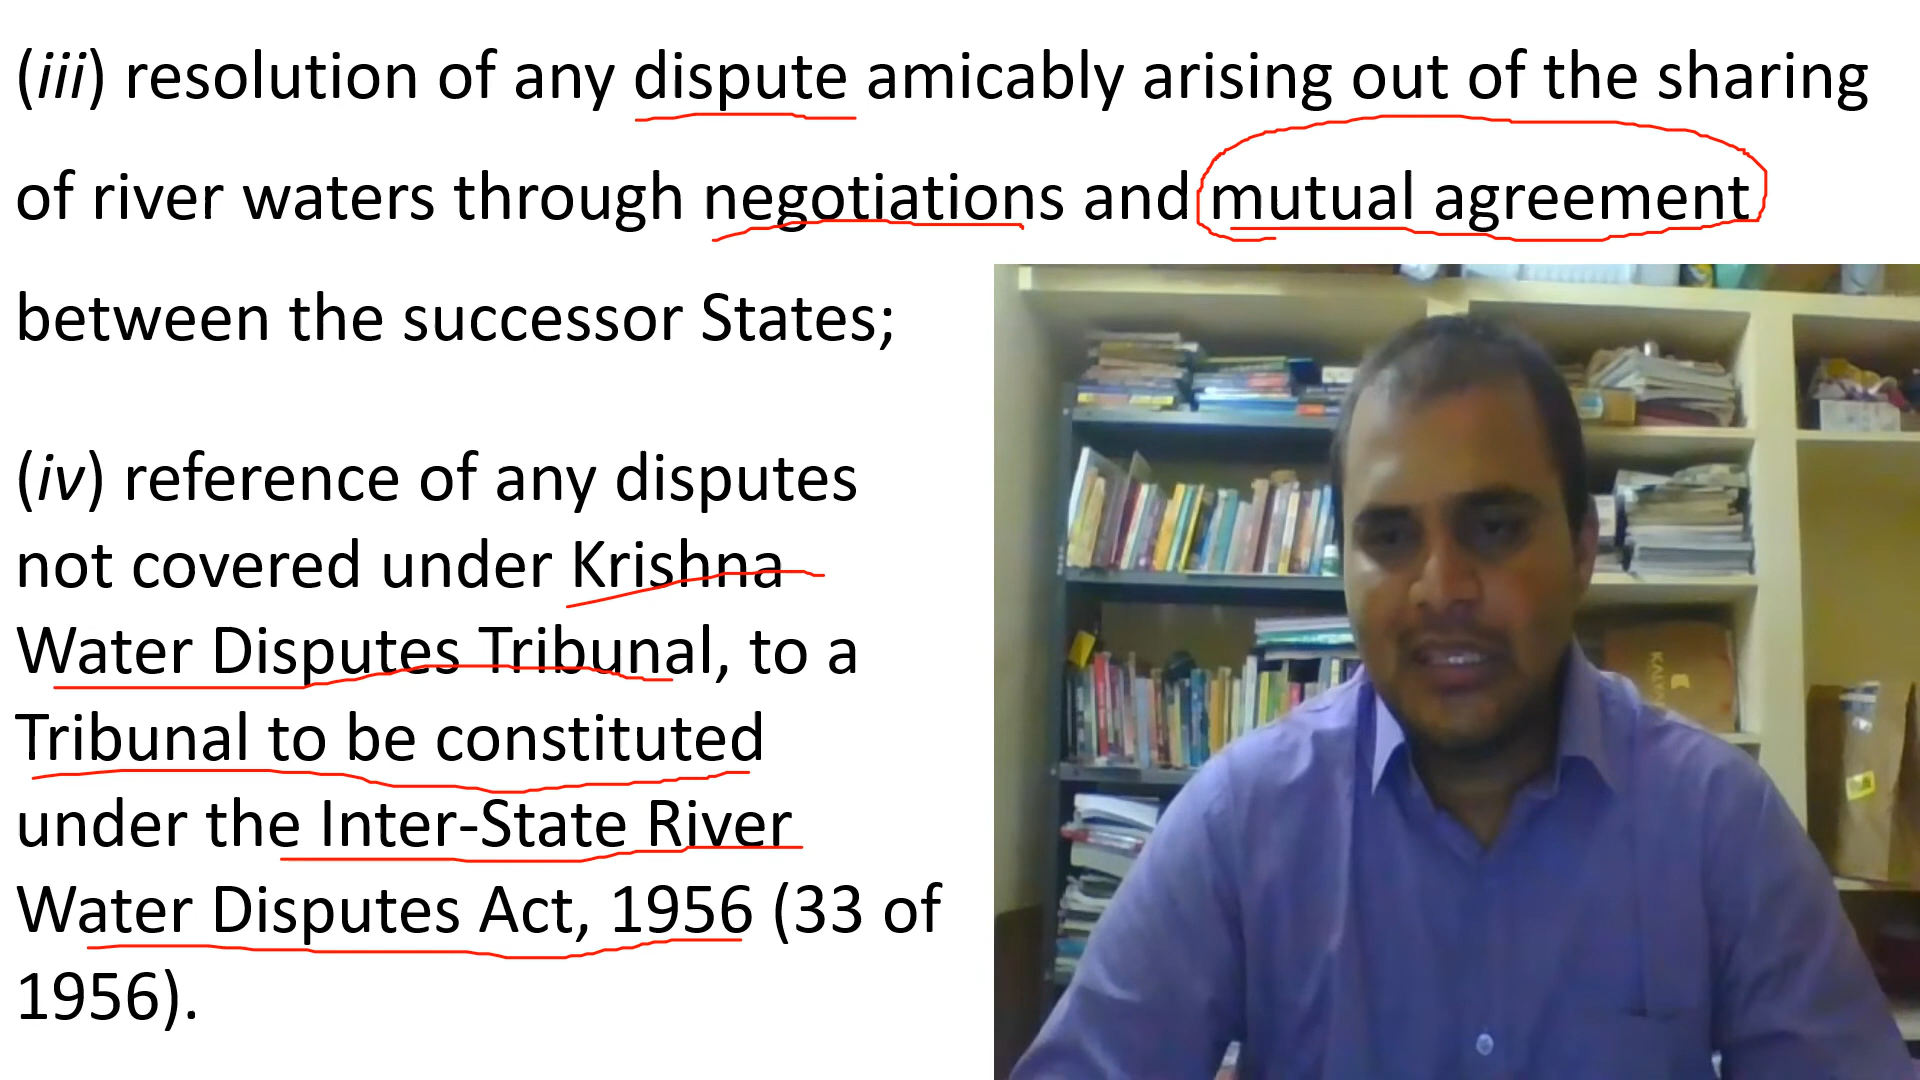 (iii) resolution of any dispute amicably arising out of the sharing
of river waters through negotiations and mutual agreement
between the successor States;
(iv) reference of any disputes
not covered under Krishna
Water Disputes Tribunal, to a
Tribunal to be constituted
under the Inter-State River
Water Disputes Act, 1956 (33 of
1956).